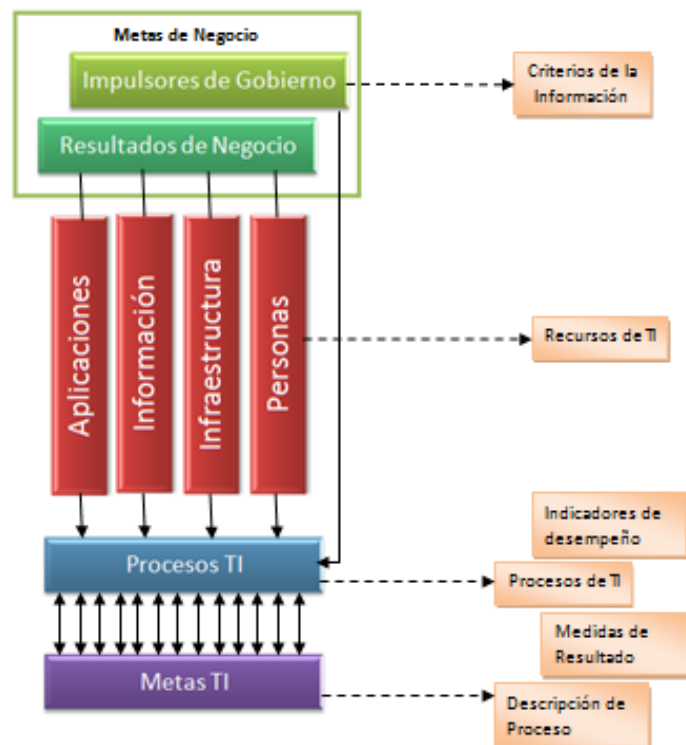 Metas de Negocio
Impulsores de Gobierno
Criterios de la
Información
Resultados de Negocio
Aplicaciones
Información
Infraestructura
Personas
Recursos de TI
Indicadores de
desempeño
Procesos TI
Procesos de TI
Medidas de
Resultado
Metas TI
Descripción de
Proceso